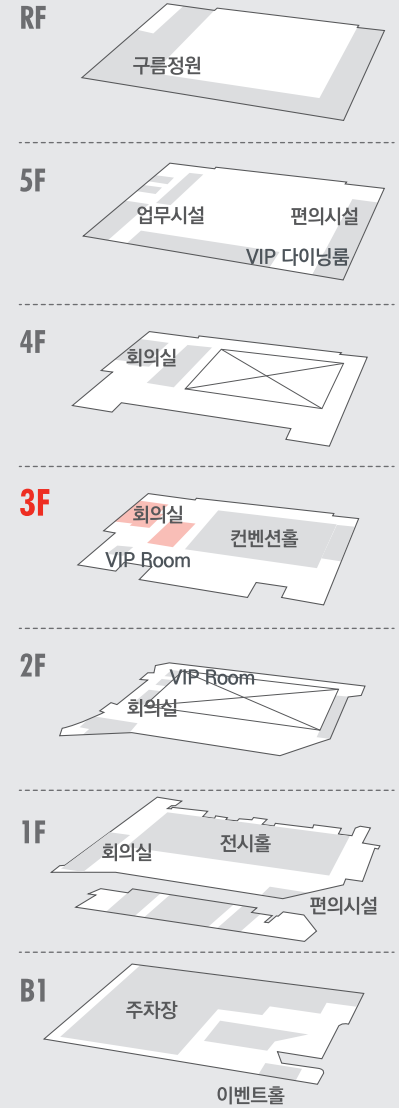 RF
구름정원
5F
업무시설
편의시설
VIP 다이닝룸
4F
회의실
3F
회의실
컨벤션홀
VIP Room
2F
VIP Room
회의실
1F
전시홀
회의실
편의시설
B1
주차장
이벤트홀